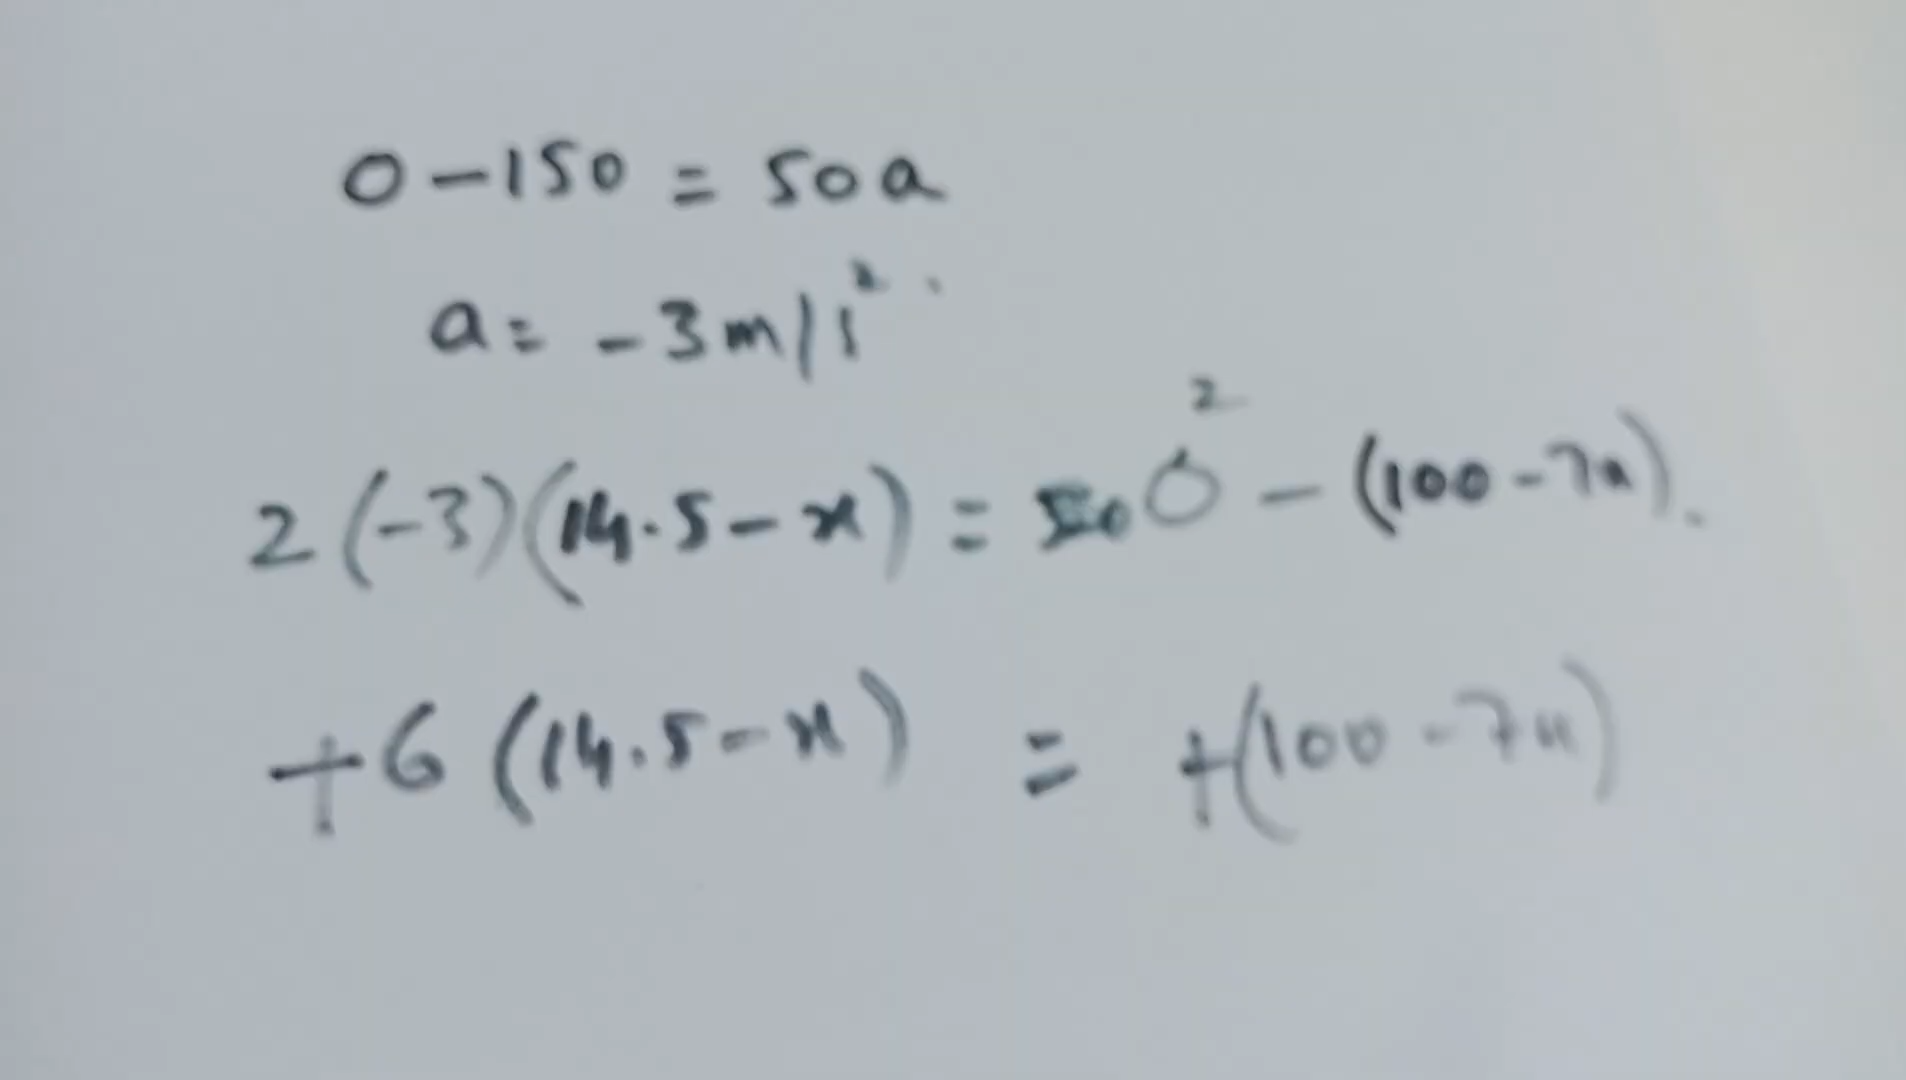 0 - 150 = 50a
a = -3m/s².
2(-3)(14.5-x) = 0² - (100-7x).
+6(14.5-x) = +(100-7x)